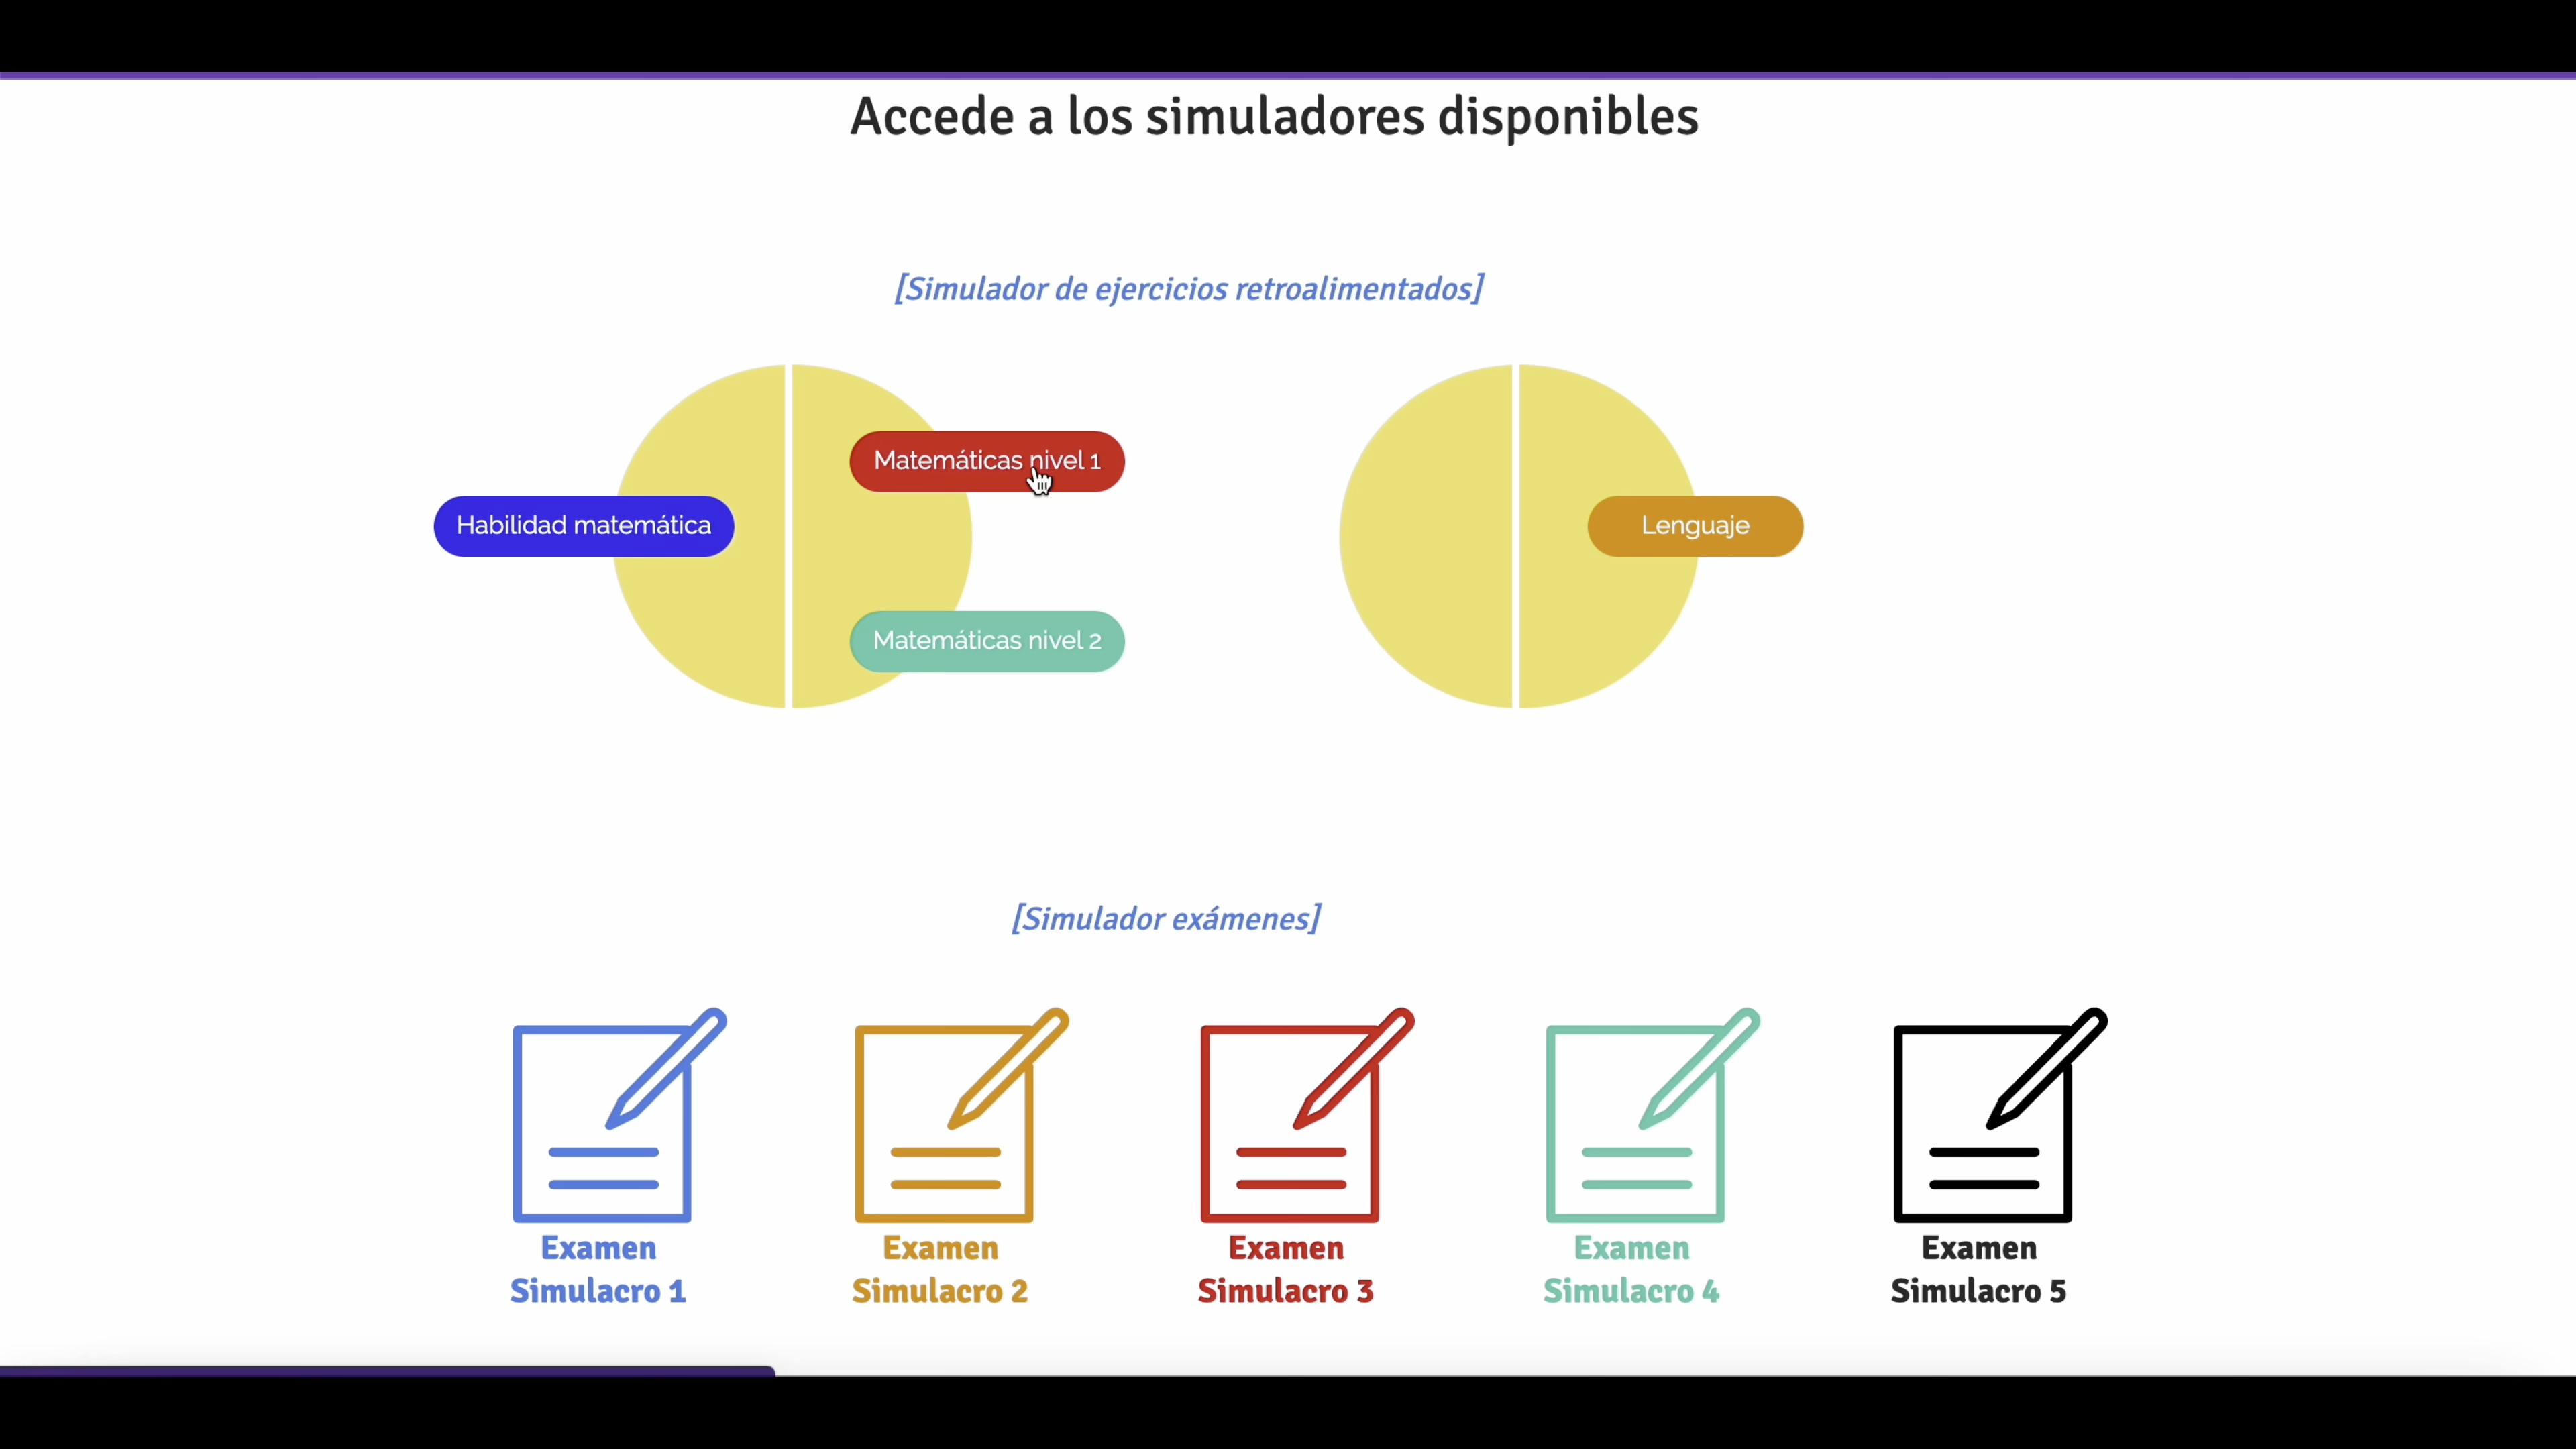 Accede a los simuladores disponibles
[Simulador de ejercicios retroalimentados]
Matemáticas nivel 1
Habilidad matemática
Lenguaje
Matemáticas nivel 2
[Simulador exámenes]
Examen
Simulacro 1
Examen
Simulacro 2
Examen
Simulacro 3
Examen
Simulacro 4
Examen
Simulacro 5